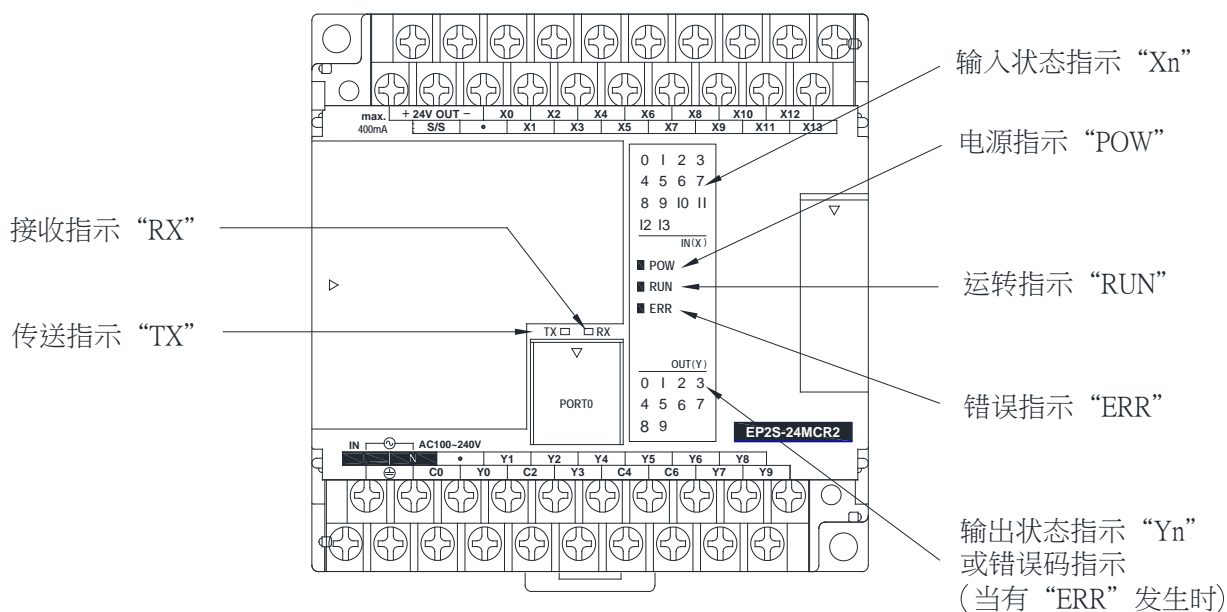 max.
400mA
+ 24V OUT − X0 X2 X4 X6 X8 X10 X12
S/S • X1 X3 X5 X7 X9 X11 X13
0 1 2 3
4 5 6 7
8 9 10 11
12 13
IN(X)
POW
RUN
ERR
TX RX
PORT0
OUT(Y)
0 1 2 3
4 5 6 7
8 9
EP2S-24MCR2
IN AC100~240V
L N • Y1 Y2 Y4 Y5 Y6 Y8
C0 Y0 C2 Y3 C4 C6 Y7 Y9
接收指示“RX”
传送指示“TX”
输入状态指示“Xn”
电源指示“POW”
运转指示“RUN”
错误指示“ERR”
输出状态指示“Yn”
或错误码指示
(当有“ERR”发生时)